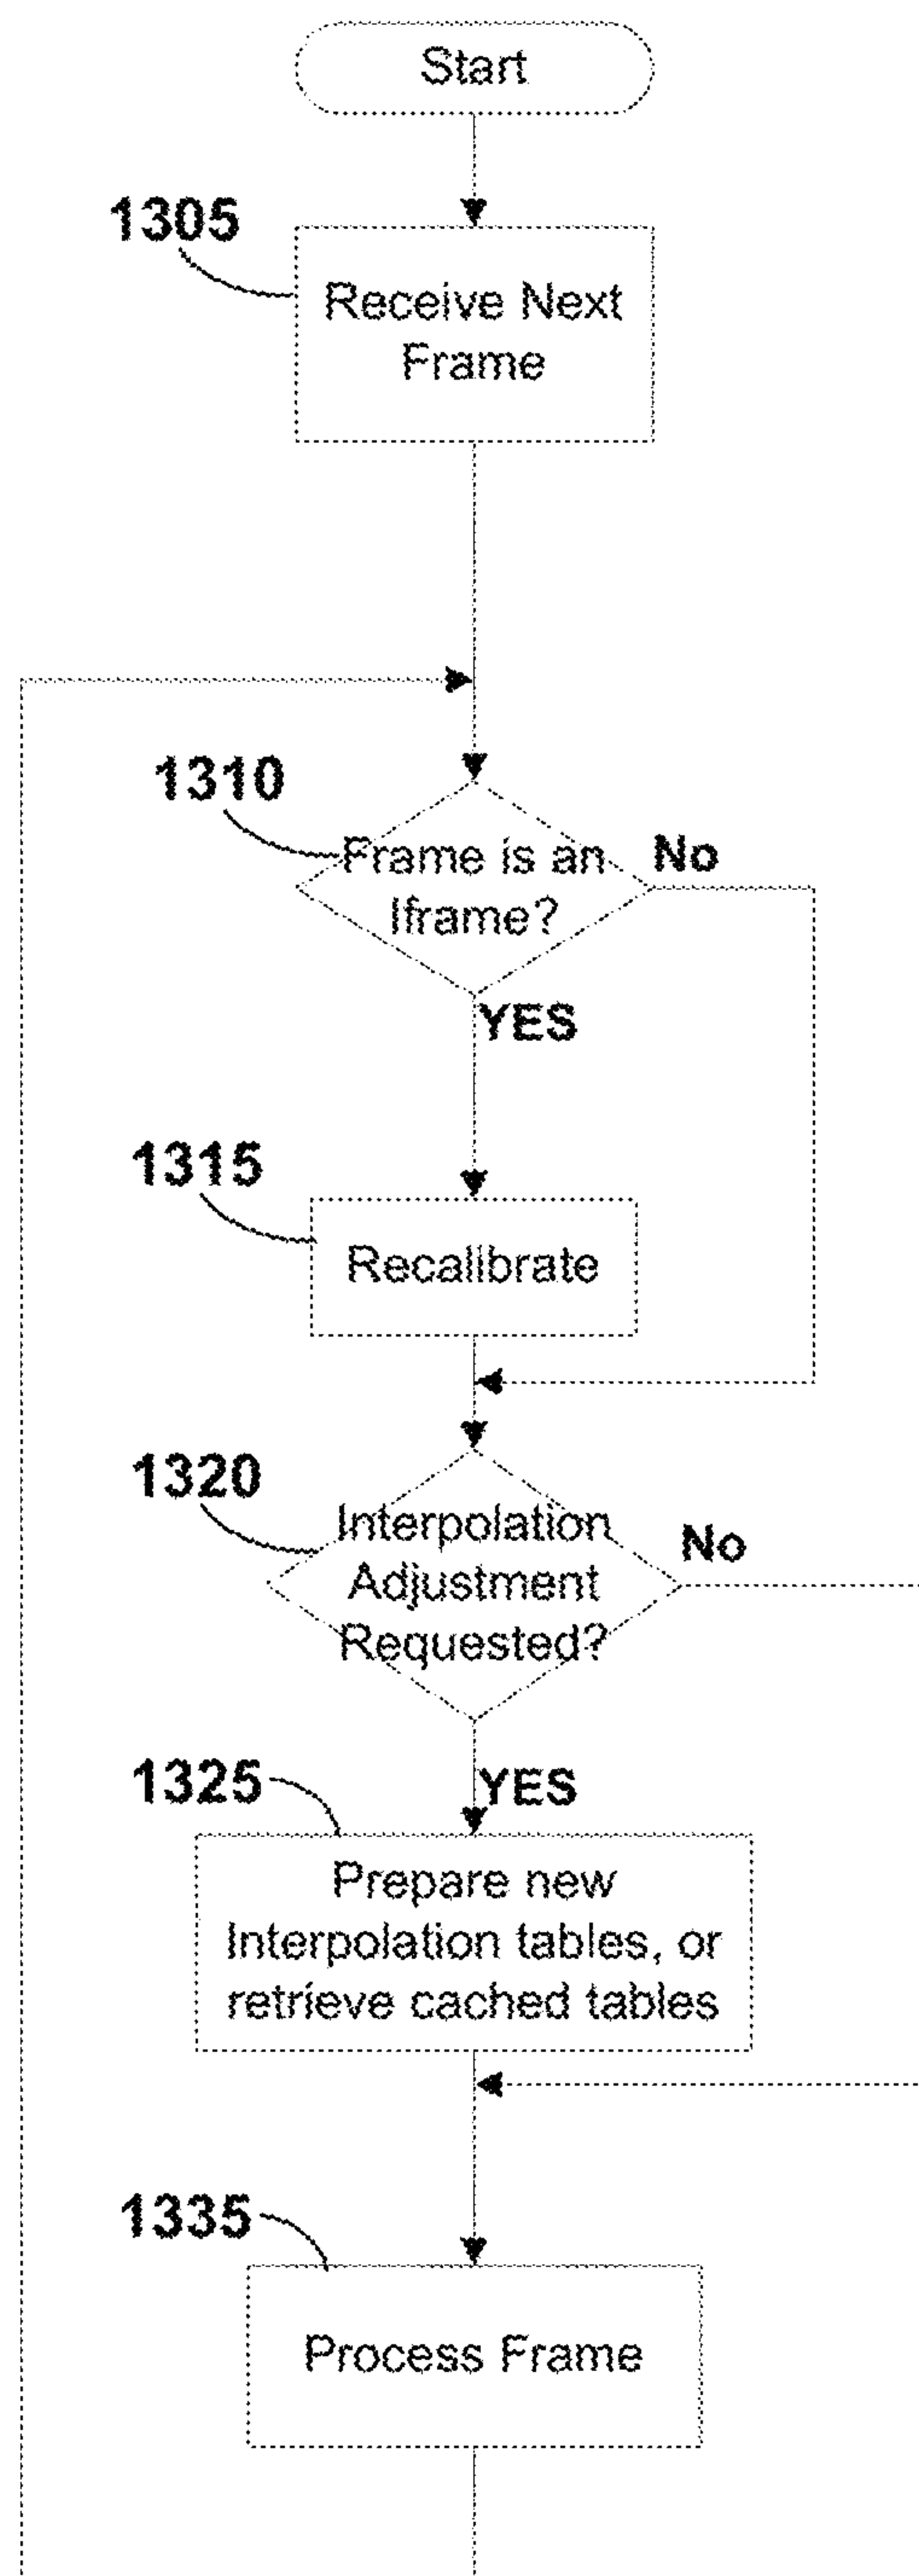 Start
1305
Receive Next
Frame
1310
Frame is an
Iframe?
No
YES
1315
Recalibrate
1320
Interpolation
Adjustment
Requested?
No
YES
1325
Prepare new
Interpolation tables, or
retrieve cached tables
1335
Process Frame